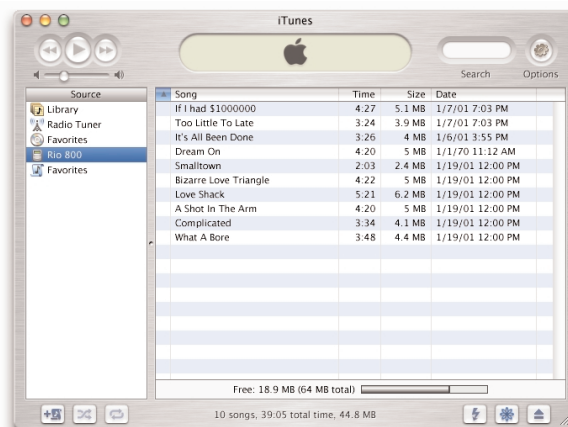 iTunes
Search
Options
Source
Library
Radio Tuner
Favorites
Rio 800
Favorites
Song Time Size Date
If I had $1000000 4:27 5.1 MB 1/7/01 7:03 PM
Too Little To Late 3:24 3.9 MB 1/7/01 7:03 PM
It's All Been Done 3:26 4 MB 1/6/01 3:55 PM
Dream On 4:20 5 MB 1/1/70 11:12 AM
Smalltown 2:03 2.4 MB 1/19/01 12:00 PM
Bizarre Love Triangle 4:22 5 MB 1/19/01 12:00 PM
Love Shack 5:21 6.2 MB 1/19/01 12:00 PM
A Shot In The Arm 4:20 5 MB 1/19/01 12:00 PM
Complicated 3:34 4.1 MB 1/19/01 12:00 PM
What A Bore 3:48 4.4 MB 1/19/01 12:00 PM
Free: 18.9 MB (64 MB total)
10 songs, 39:05 total time, 44.8 MB